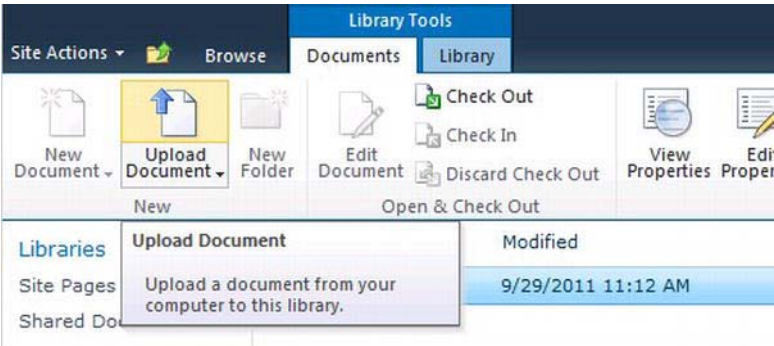 Library Tools
Site Actions Browse Documents Library
New Document
Upload Document
New Folder
Edit Document
Check Out
Check In
Discard Check Out
View Properties
New
Open & Check Out
Libraries
Site Pages
Shared
Upload Document
Upload a document from your
computer to this library.
Modified
9/29/2011 11:12 AM